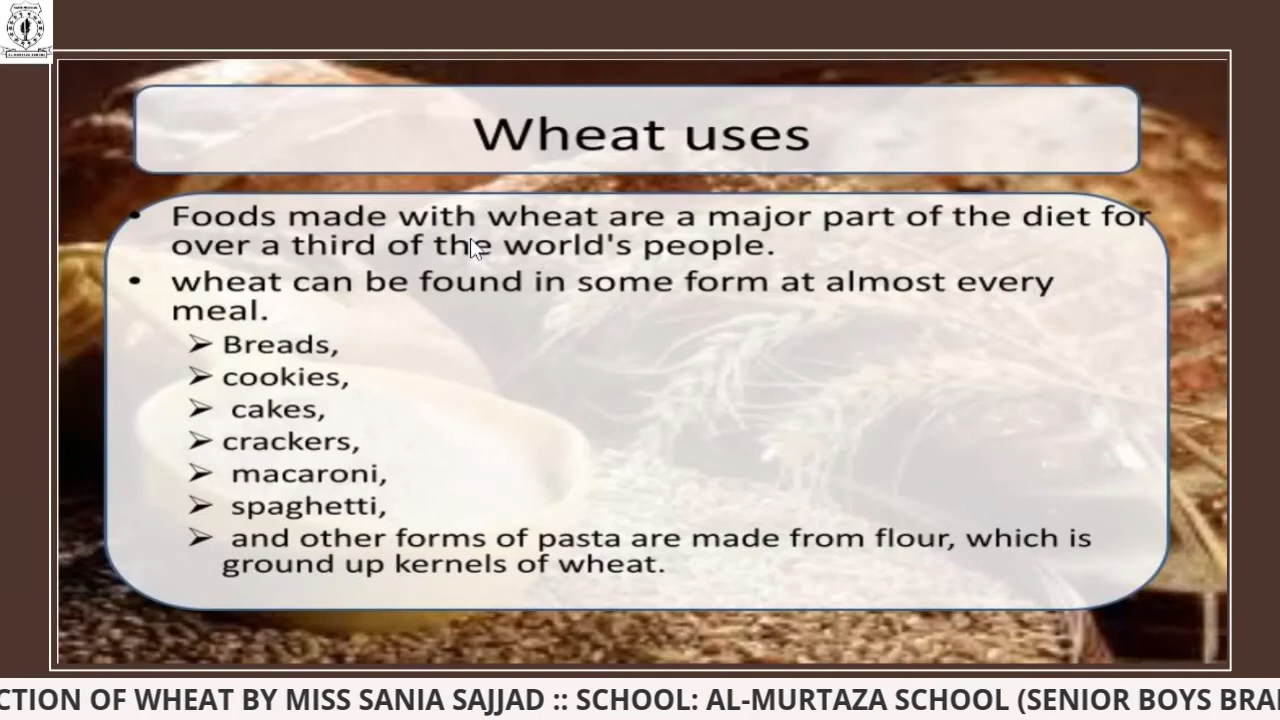 Wheat uses
• Foods made with wheat are a major part of the diet for
over a third of the world's people.
• wheat can be found in some form at almost every
meal.
➢ Breads,
➢ cookies,
➢ cakes,
➢ crackers,
➢ macaroni,
➢ spaghetti,
➢ and other forms of pasta are made from flour, which is
ground up kernels of wheat.
CTION OF WHEAT BY MISS SANIA SAJJAD :: SCHOOL: AL-MURTAZA SCHOOL (SENIOR BOYS BRA